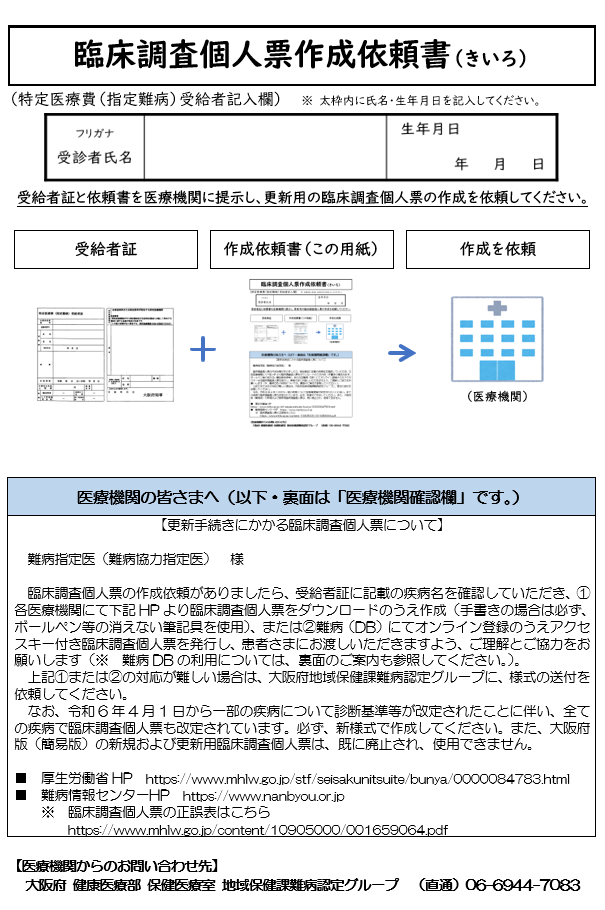 臨床調査個人票作成依頼書（きいろ）
（特定医療費（指定難病）受給者記入欄）　※ 太枠内に氏名・生年月日を記入してください。
フリガナ
受診者氏名
生年月日
年　月　日
受給者証と依頼書を医療機関に提示し、更新用の臨床調査個人票の作成を依頼してください。
受給者証
作成依頼書（この用紙）
作成を依頼
臨床調査個人票作成依頼書（きいろ）
大阪府知事
＋
（医療機関）
医療機関の皆さまへ（以下・裏面は「医療機関確認欄」です。）
【更新手続きにかかる臨床調査個人票について】
難病指定医（難病協力指定医）　様
臨床調査個人票の作成依頼がありましたら、受給者証に記載の疾病名を確認していただき、①
各医療機関にて下記HPより臨床調査個人票をダウンロードのうえ作成（手書きの場合は必ず、
ボールペン等の消えない筆記具を使用）、または②難病（DB）にてオンライン登録のうえアクセ
スキー付き臨床調査個人票を発行し、患者さまにお渡しいただきますよう、ご理解とご協力をお
願いします（※　難病DBの利用については、裏面のご案内も参照してください。）。
上記①または②の対応が難しい場合は、大阪府地域保健課難病認定グループに、様式の送付を
依頼してください。
なお、令和６年４月１日から一部の疾病について診断基準等が改定されたことに伴い、全て
の疾病で臨床調査個人票も改定されています。必ず、新様式で作成してください。また、大阪府
版（簡易版）の新規および更新用臨床調査個人票は、既に廃止され、使用できません。
■　厚生労働省HP　https://www.mhlw.go.jp/stf/seisakunitsuite/bunya/0000084783.html
■　難病情報センターHP　https://www.nanbyou.or.jp
※　臨床調査個人票の正誤表はこちら
https://www.mhlw.go.jp/content/10905000/001659064.pdf
【医療機関からのお問い合わせ先】
大阪府 健康医療部 保健医療室 地域保健課難病認定グループ　（直通）06-6944-7083